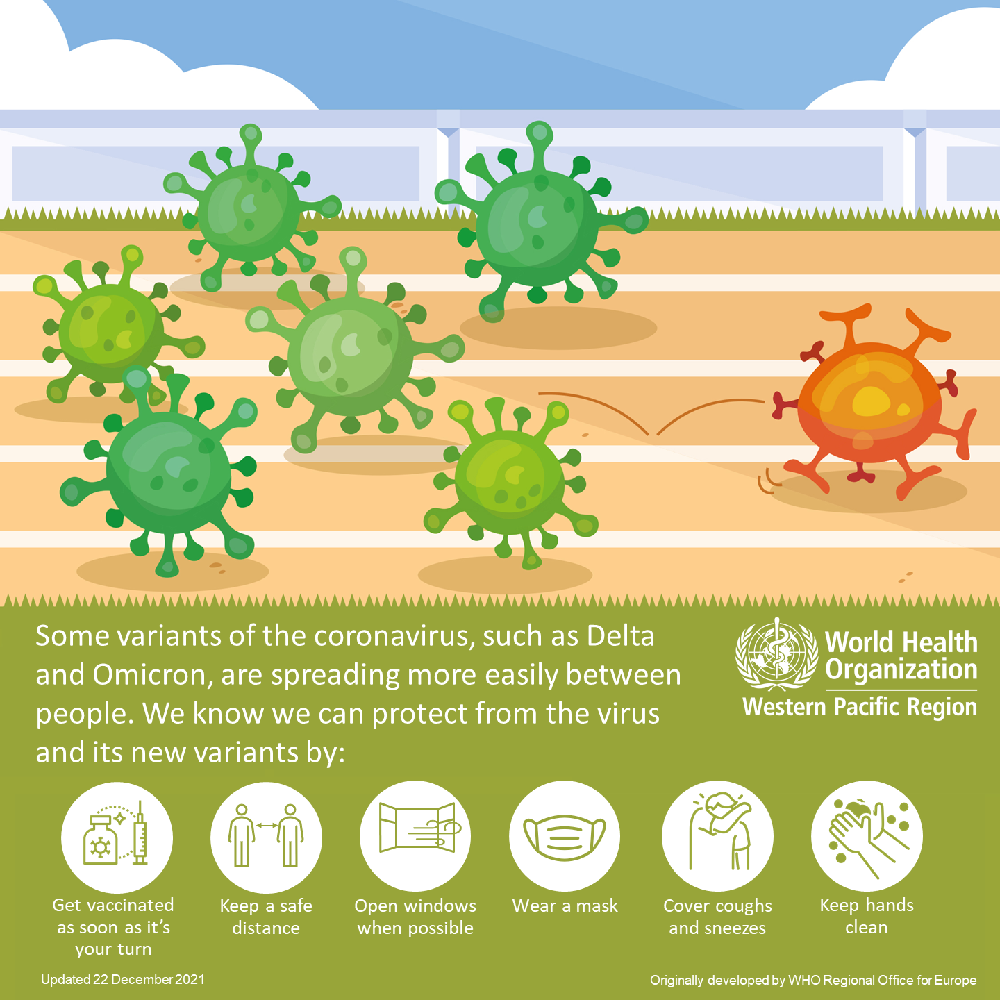 Some variants of the coronavirus, such as Delta
and Omicron, are spreading more easily between
people. We know we can protect from the virus
and its new variants by:
World Health
Organization
Western Pacific Region
Get vaccinated
as soon as it's
your turn
Keep a safe
distance
Open windows
when possible
Wear a mask
Cover coughs
and sneezes
Keep hands
clean
Updated 22 December 2021
Originally developed by WHO Regional Office for Europe